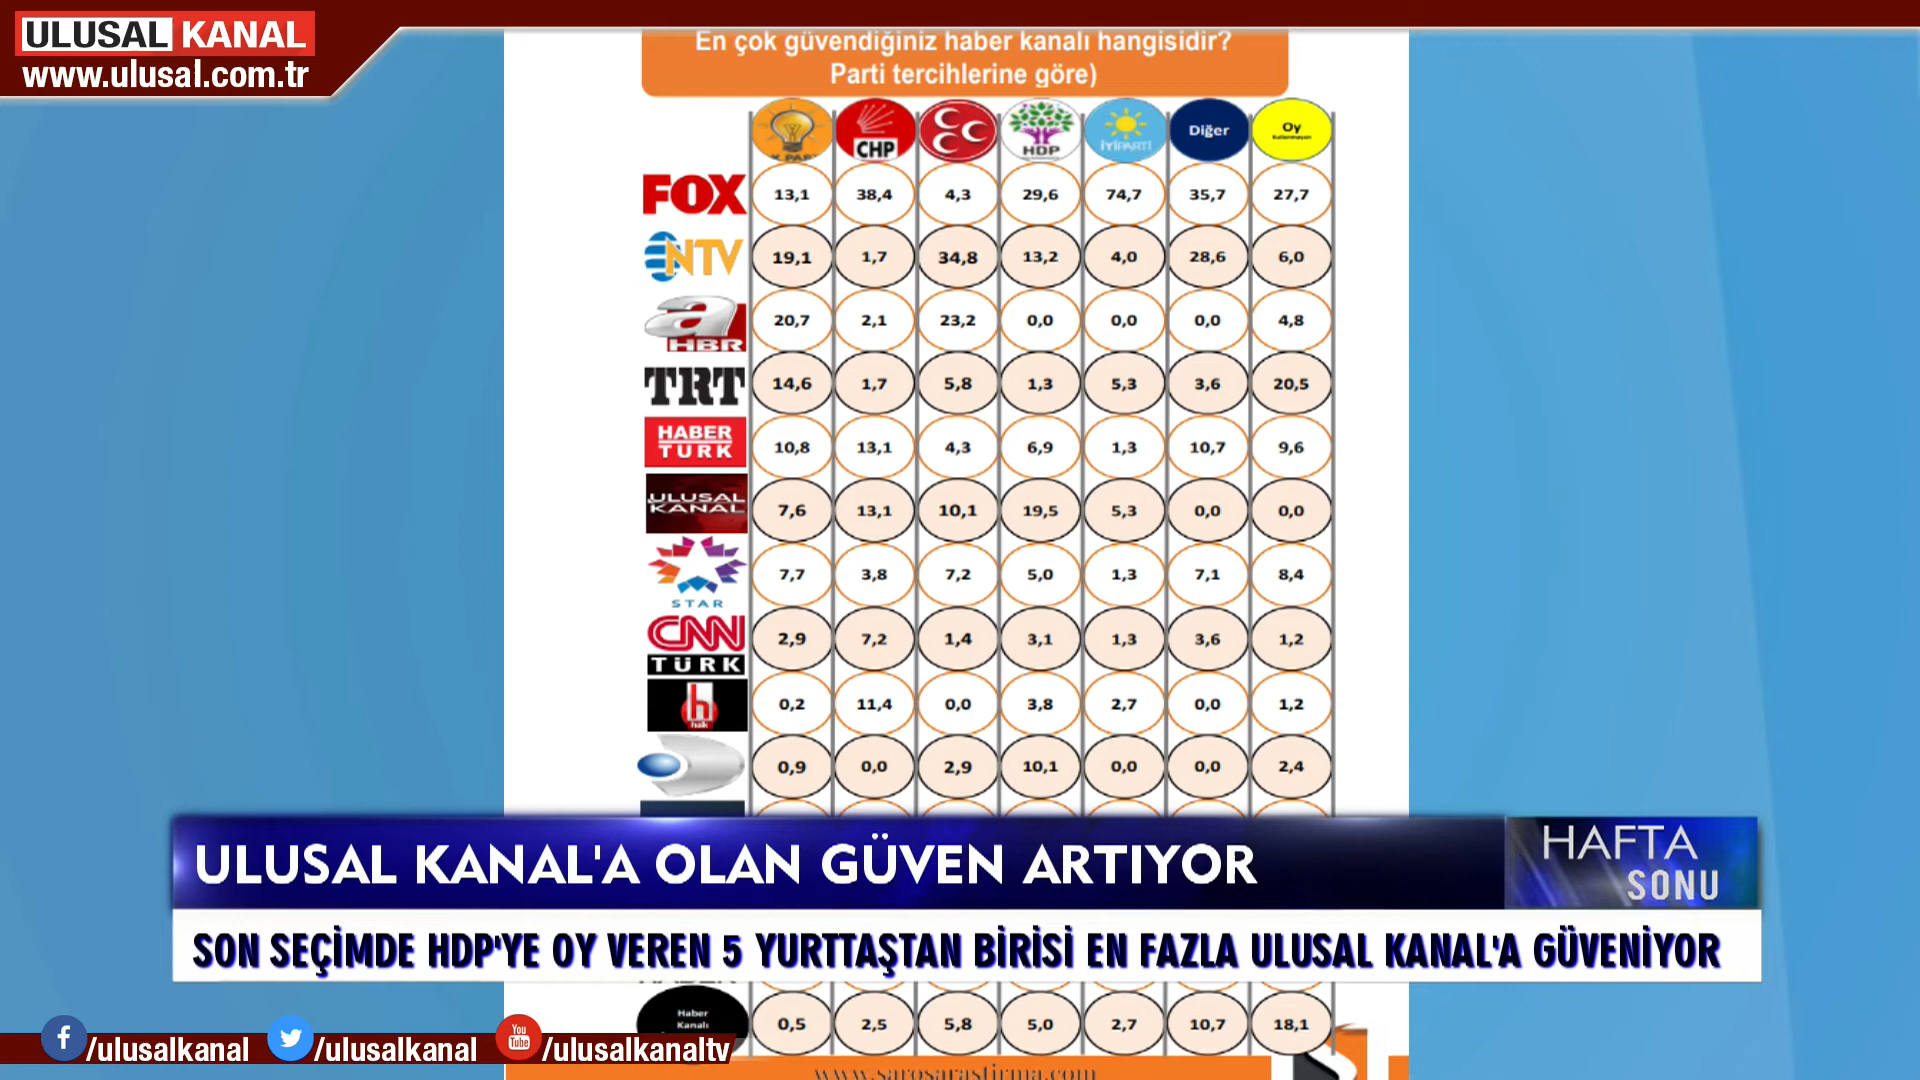 ULUSAL KANAL
www.ulusal.com.tr
En çok güvendiğiniz haber kanalı hangisidir?
Parti tercihlerine göre)
CHP
HDP
İYİPARTİ
Diğer
Oy
FOX 13,1 38,4 4,3 29,6 74,7 35,7 27,7
NTV 19,1 1,7 34,8 13,2 4,0 28,6 6,0
a HBR 20,7 2,1 23,2 0,0 0,0 0,0 4,8
TRT 14,6 1,7 5,8 1,3 5,3 3,6 20,5
HABER TURK 10,8 13,1 4,3 6,9 1,3 10,7 9,6
ULUSAL KANAL 7,6 13,1 10,1 19,5 5,3 0,0 0,0
STAR 7,7 3,8 7,2 5,0 1,3 7,1 8,4
CNN TÜRK 2,9 7,2 1,4 3,1 1,3 3,6 1,2
h halk 0,2 11,4 0,0 3,8 2,7 0,0 1,2
0,9 0,0 2,9 10,1 0,0 0,0 2,4
ULUSAL KANAL'A OLAN GÜVEN ARTIYOR
HAFTA
SONU
SON SEÇİMDE HDP'YE OY VEREN 5 YURTTAŞTAN BİRİSİ EN FAZLA ULUSAL KANAL'A GÜVENİYOR
Haber
Kanalı
0,5 2,5 5,8 5,0 2,7 10,7 18,1
/ulusalkanal /ulusalkanal You Tube /ulusalkanaltv
www.sarosarastirma.com